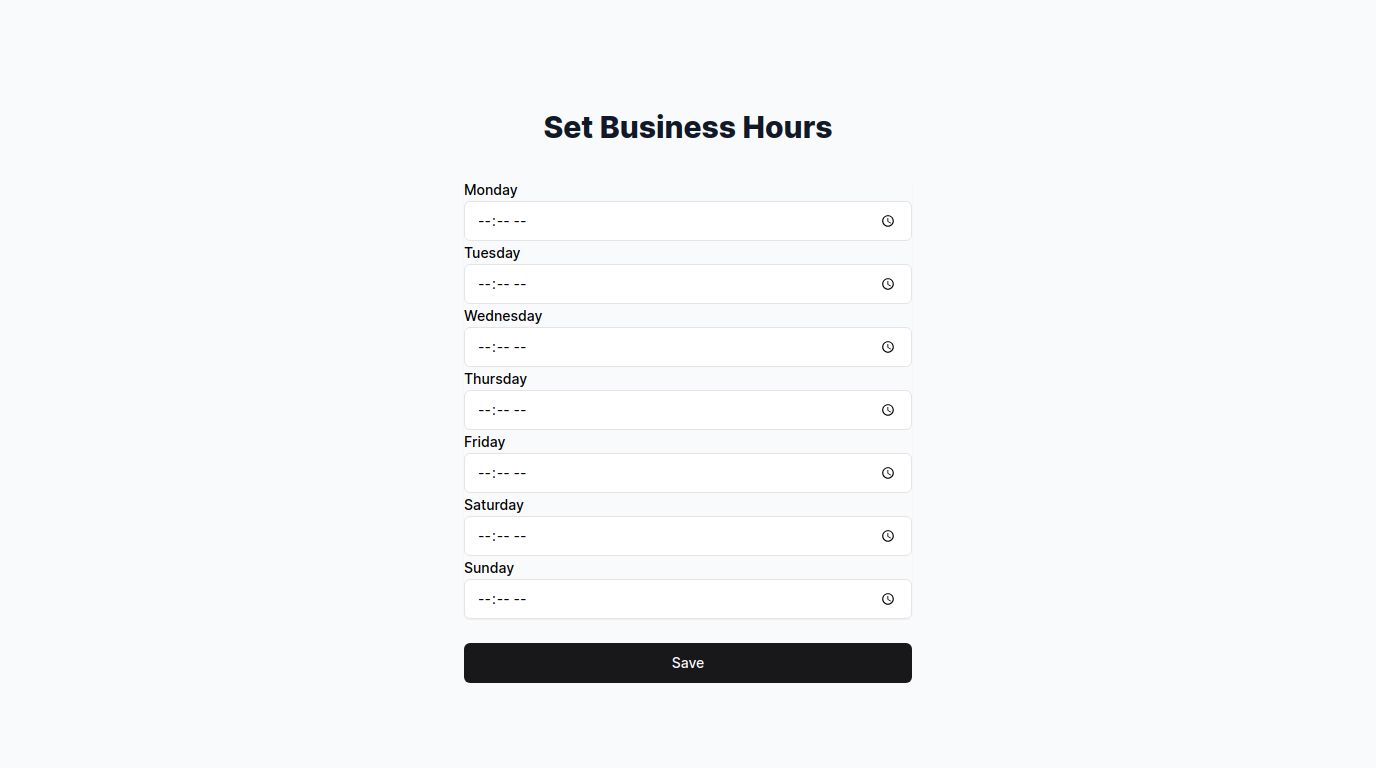 Set Business Hours
Monday
--:-- --
Tuesday
--:-- --
Wednesday
--:-- --
Thursday
--:-- --
Friday
--:-- --
Saturday
--:-- --
Sunday
--:-- --
Save